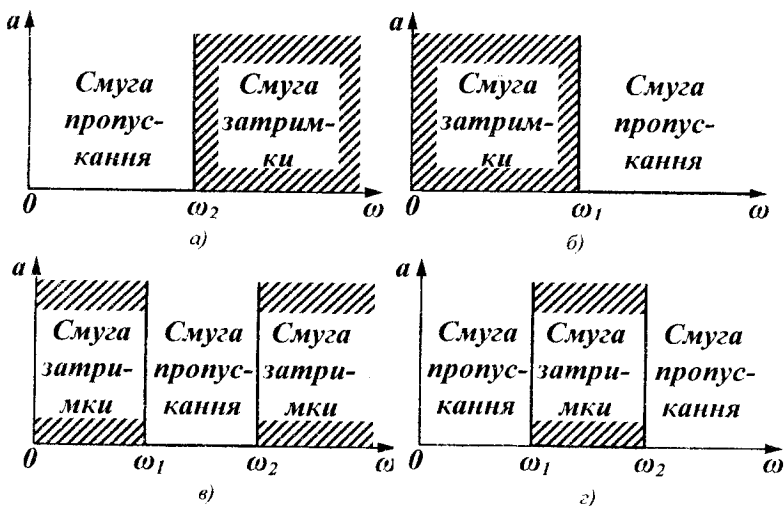 a
Смуга
пропус-
кання
Смуга
затрим-
ки
0
ω₂
ω
а)
a
Смуга
затрим-
ки
Смуга
пропус-
кання
0
ω₁
ω
б)
a
Смуга
затри-
мки
Смуга
пропус-
кання
Смуга
затри-
мки
0
ω₁
ω₂
ω
в)
a
Смуга
пропус-
кання
Смуга
затри-
мки
Смуга
пропус-
кання
0
ω₁
ω₂
ω
г)